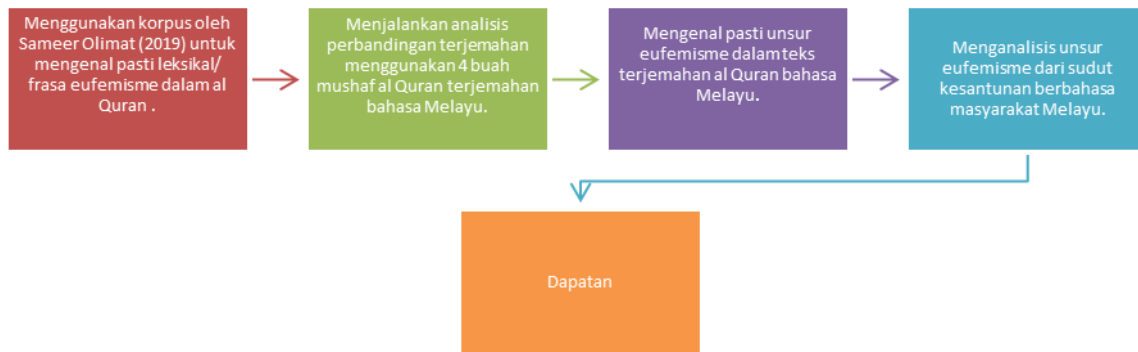 Menggunakan korpus oleh
Sameer Olimat (2019) untuk
mengenal pasti leksikal/
frasa eufemisme dalam al
Quran .
Menjalankan analisis
perbandingan terjemahan
menggunakan 4 buah
mushaf al Quran terjemahan
bahasa Melayu.
Mengenal pasti unsur
eufemisme dalam teks
terjemahan al Quran bahasa
Melayu.
Menganalisis unsur
eufemisme dari sudut
kesantunan berbahasa
masyarakat Melayu.
Dapatan